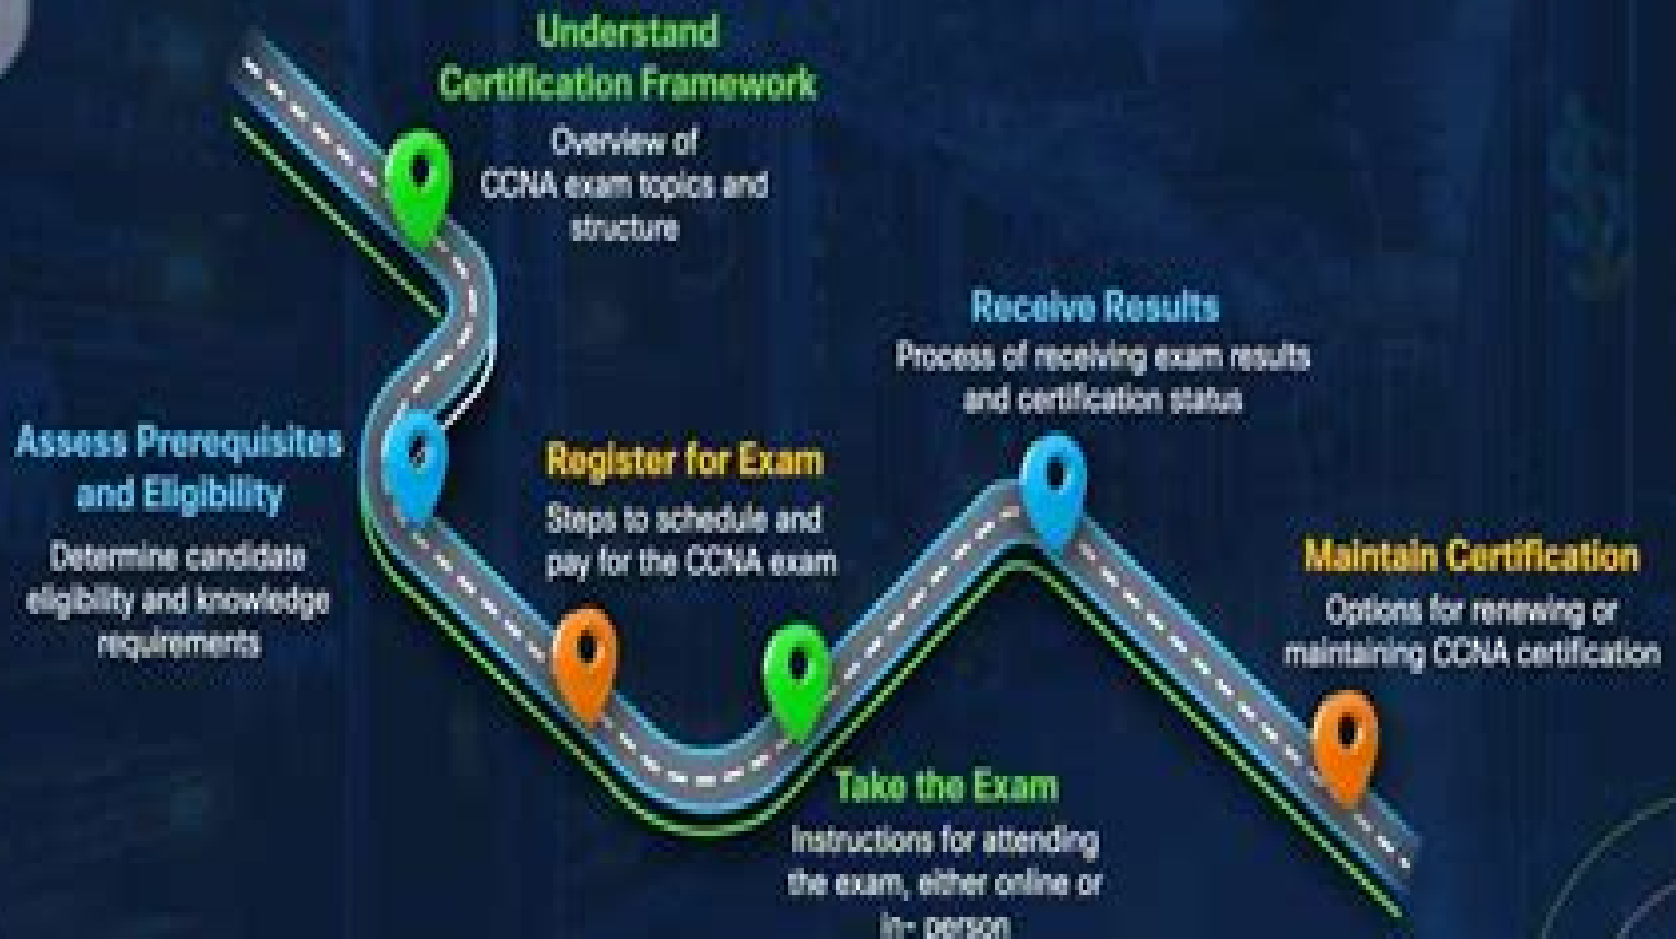 Understand
Certification Framework
Overview of
CCNA exam topics and
structure
Assess Prerequisites
and Eligibility
Determine candidate
eligibility and knowledge
requirements
Register for Exam
Steps to schedule and
pay for the CCNA exam
Take the Exam
Instructions for attending
the exam, either online or
in- person
Receive Results
Process of receiving exam results
and certification status
Maintain Certification
Options for renewing or
maintaining CCNA certification